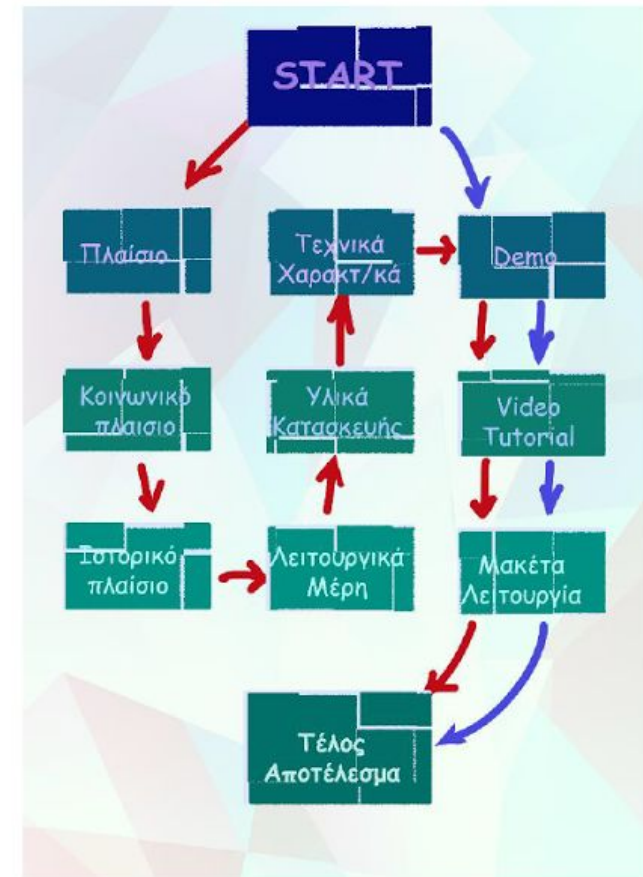 START
Πλαίσιο
Τεχνικά
Χαρακτ/κά
Demo
Κοινωνικό
πλαισιο
Υλικά
Κατασκευής
Video
Tutorial
Ιστορικό
πλαίσιο
Λειτουργικά
Μέρη
Μακέτα
Λειτουργία
Τέλος
Αποτέλεσμα